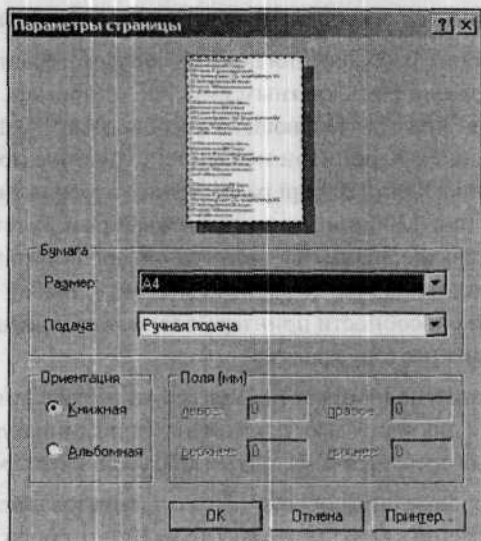 Параметры страницы
Бумага
Размер: A4
Подача: Ручная подача
Ориентация
Книжная
Альбомная
Поля (мм)
левое: 0 правое: 0
верхнее: 0 нижнее: 0
OK Отмена Принтер...